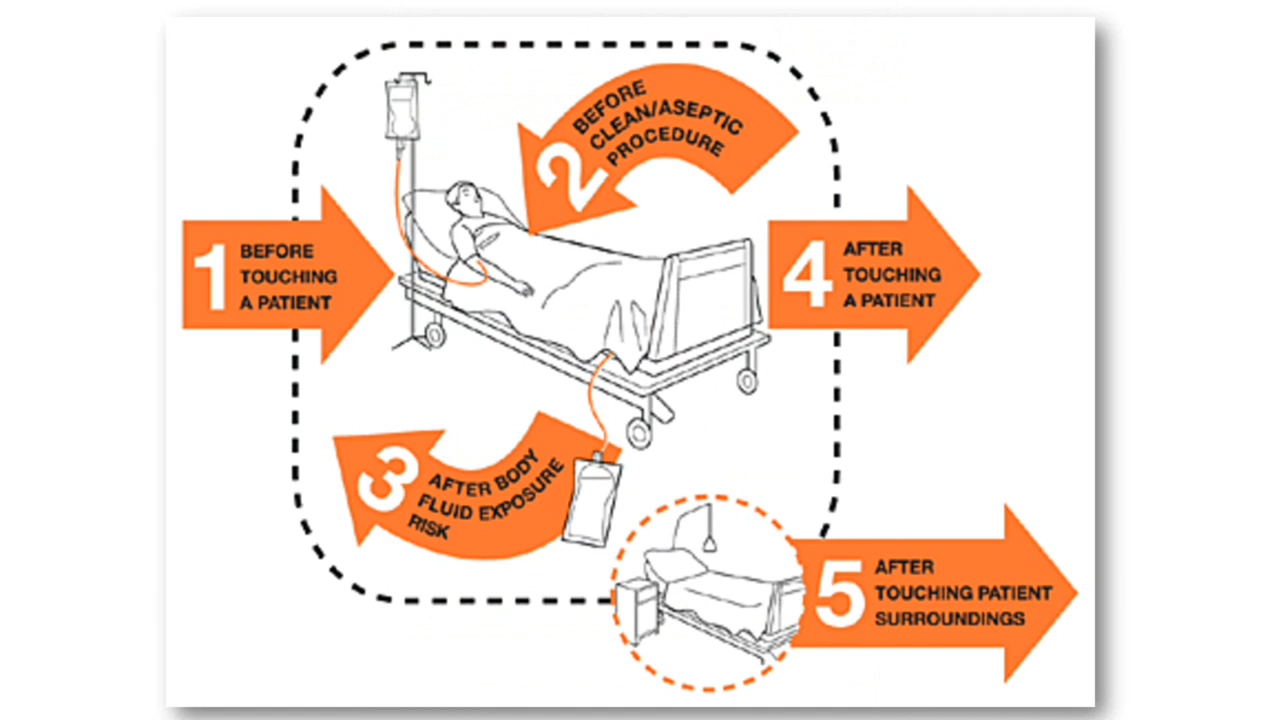 1
BEFORE
TOUCHING
A PATIENT
2
BEFORE
CLEAN/ASEPTIC
PROCEDURE
3
AFTER BODY
FLUID EXPOSURE
RISK
4
AFTER
TOUCHING
A PATIENT
5
AFTER
TOUCHING PATIENT
SURROUNDINGS